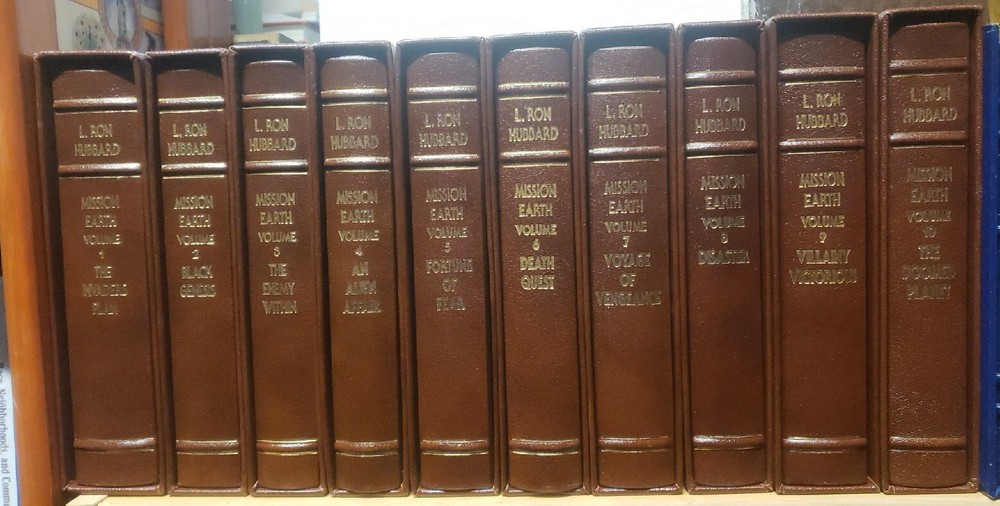 L. RON
HUBBARD
MISSION
EARTH
VOLUME
1
THE
INVADERS
PLAN
L. RON
HUBBARD
MISSION
EARTH
VOLUME
2
BLACK
GENESIS
L. RON
HUBBARD
MISSION
EARTH
VOLUME
3
THE
ENEMY
WITHIN
L. RON
HUBBARD
MISSION
EARTH
VOLUME
4
AN
ALIEN
AFFAIR
L. RON
HUBBARD
MISSION
EARTH
VOLUME
5
FORTUNE
OF
FEAR
L. RON
HUBBARD
MISSION
EARTH
VOLUME
6
DEATH
QUEST
L. RON
HUBBARD
MISSION
EARTH
VOLUME
7
VOYAGE
OF
VENGEANCE
L. RON
HUBBARD
MISSION
EARTH
VOLUME
8
DISASTER
L. RON
HUBBARD
MISSION
EARTH
VOLUME
9
VILLAINY
VICTORIOUS
L. RON
HUBBARD
MISSION
EARTH
VOLUME
10
THE
DOOMED
PLANET
Neighborhoods, and